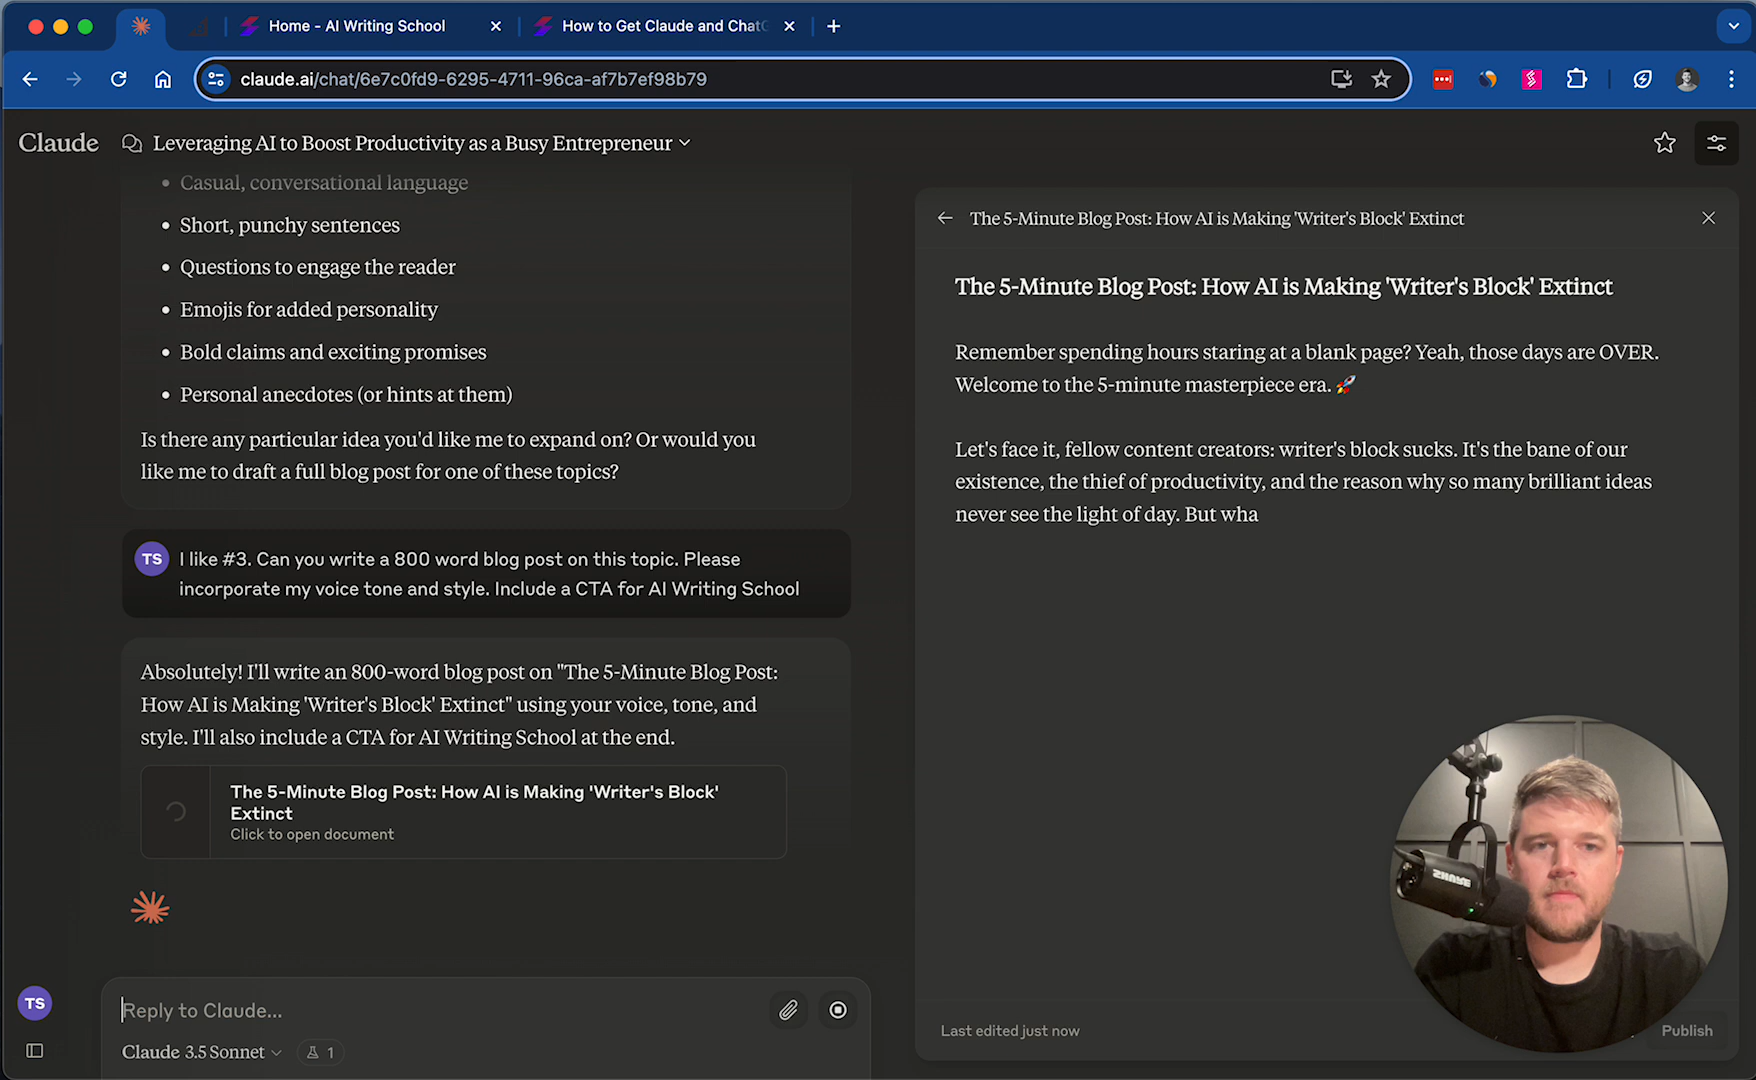 Home - AI Writing School
How to Get Claude and Chat
claude.ai/chat/6e7c0fd9-6295-4711-96ca-af7b7ef98b79
Claude
Leveraging AI to Boost Productivity as a Busy Entrepreneur
• Casual, conversational language
• Short, punchy sentences
• Questions to engage the reader
• Emojis for added personality
• Bold claims and exciting promises
• Personal anecdotes (or hints at them)
Is there any particular idea you'd like me to expand on? Or would you
like me to draft a full blog post for one of these topics?
TS
I like #3. Can you write a 800 word blog post on this topic. Please
incorporate my voice tone and style. Include a CTA for AI Writing School
Absolutely! I'll write an 800-word blog post on "The 5-Minute Blog Post:
How AI is Making 'Writer's Block' Extinct" using your voice, tone, and
style. I'll also include a CTA for AI Writing School at the end.
The 5-Minute Blog Post: How AI is Making 'Writer's Block'
Extinct
Click to open document
TS
Reply to Claude...
Claude 3.5 Sonnet
1
The 5-Minute Blog Post: How AI is Making 'Writer's Block' Extinct
The 5-Minute Blog Post: How AI is Making 'Writer's Block' Extinct
Remember spending hours staring at a blank page? Yeah, those days are OVER.
Welcome to the 5-minute masterpiece era. 🚀
Let's face it, fellow content creators: writer's block sucks. It's the bane of our
existence, the thief of productivity, and the reason why so many brilliant ideas
never see the light of day. But wha
SHURE
Last edited just now
Publish